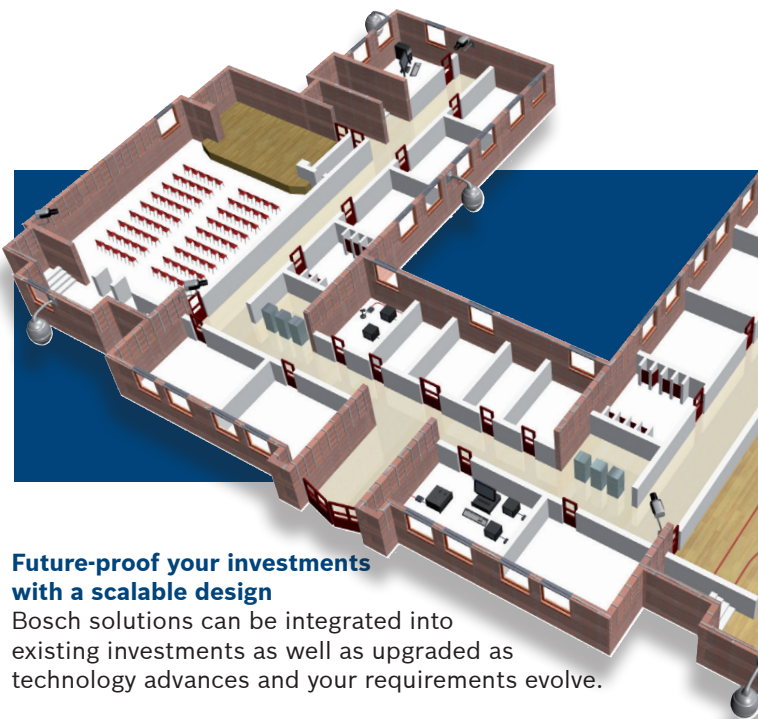 Future-proof your investments
with a scalable design
Bosch solutions can be integrated into
existing investments as well as upgraded as
technology advances and your requirements evolve.